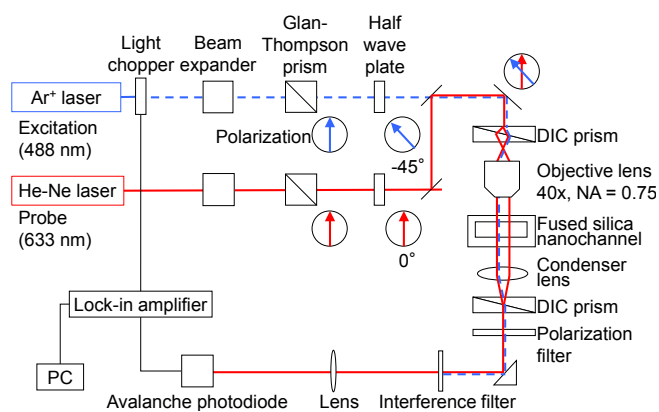 Light
chopper
Beam
expander
Glan-
Thompson
prism
Half
wave
plate
Ar⁺ laser
Excitation
(488 nm)
Polarization
-45°
DIC prism
He-Ne laser
Probe
(633 nm)
0°
Objective lens
40x, NA = 0.75
Fused silica
nanochannel
Condenser
lens
DIC prism
Polarization
filter
Lock-in amplifier
PC
Avalanche photodiode
Lens
Interference filter